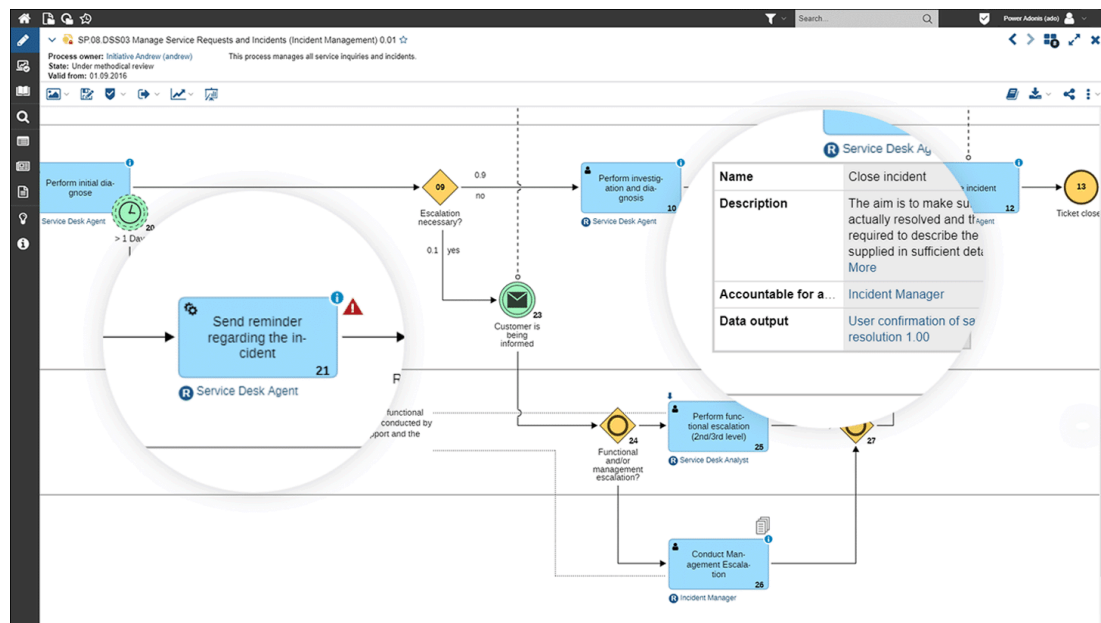 Search...
Power Adonis (ado)
SP.08.DSS03 Manage Service Requests and Incidents (Incident Management) 0.01
Process owner: Initiative Andrew (andrew)
This process manages all service inquiries and incidents.
State: Under methodical review
Valid from: 01.09.2016
Perform initial dia-
gnose
Service Desk Agent
20
> 1 Day
09
Escalation
necessary?
0.9
no
0.1 yes
Perform investig-
ation and dia-
gnosis
10
R Service Desk Agent
R Service Desk Ag
Name
Close incident
Description
The aim is to make su
actually resolved and th
required to describe the
supplied in sufficient deta
More
Accountable for a...
Incident Manager
Data output
User confirmation of sa
resolution 1.00
incident
12
Agent
13
Ticket close
Send reminder
regarding the in-
cident
21
R Service Desk Agent
23
Customer is
being
informed
functional
conducted by
port and the
24
Functional
and/or
management
escalation?
Perform func-
tional escalation
(2nd/3rd level)
25
R Service Desk Analyst
27
Conduct Man-
agement Escala-
tion
26
R Incident Manager